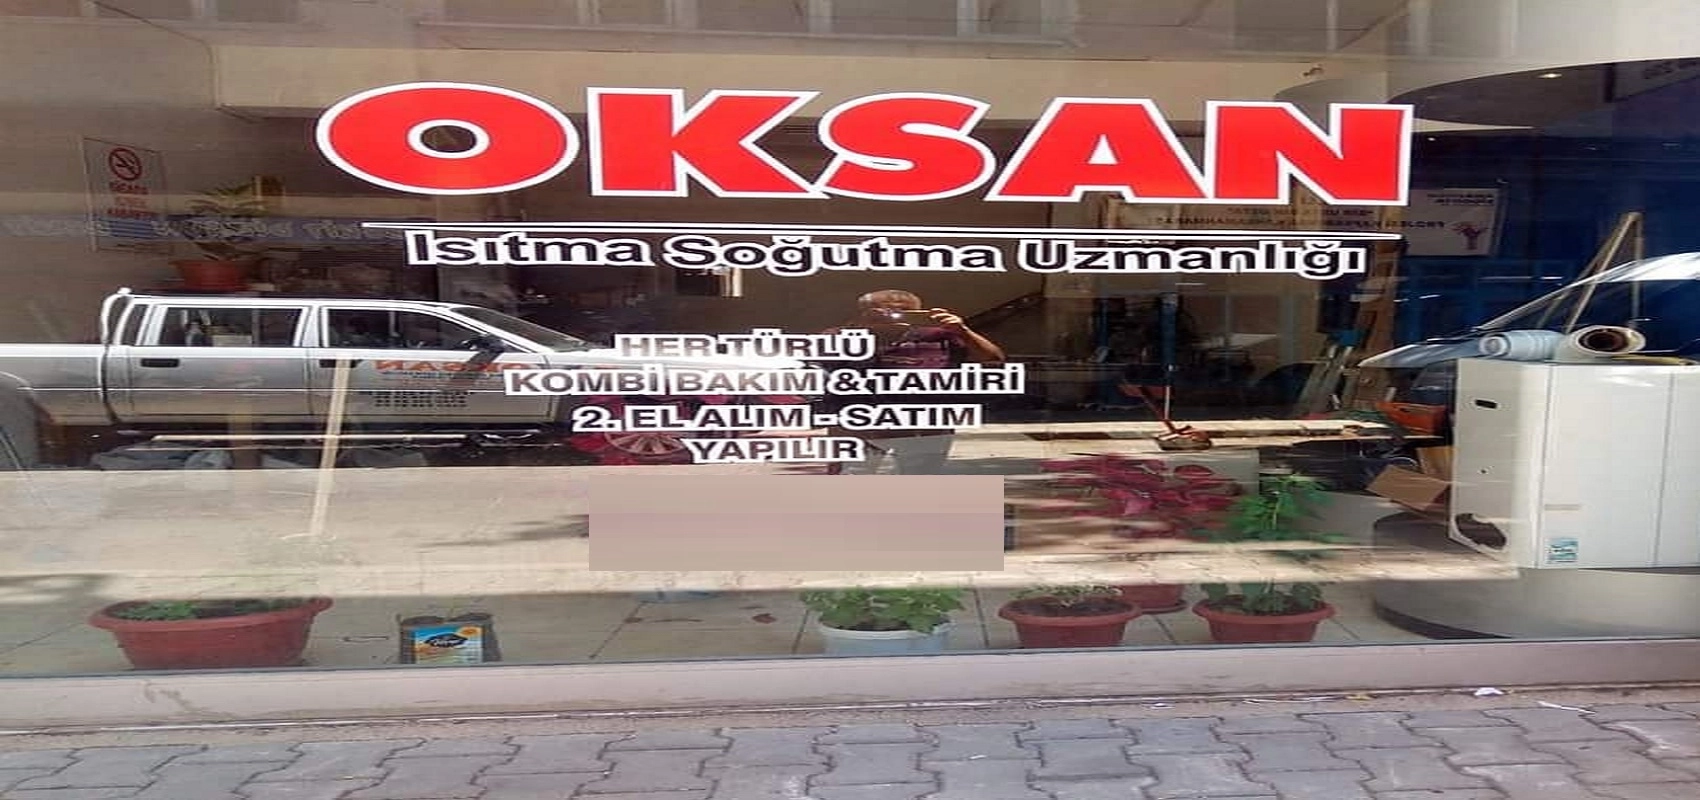 OKSAN
Isıtma Soğutma Uzmanlığı
HER TÜRLÜ
KOMBİ BAKIM & TAMİRİ
2. EL ALIM - SATIM
YAPILIR